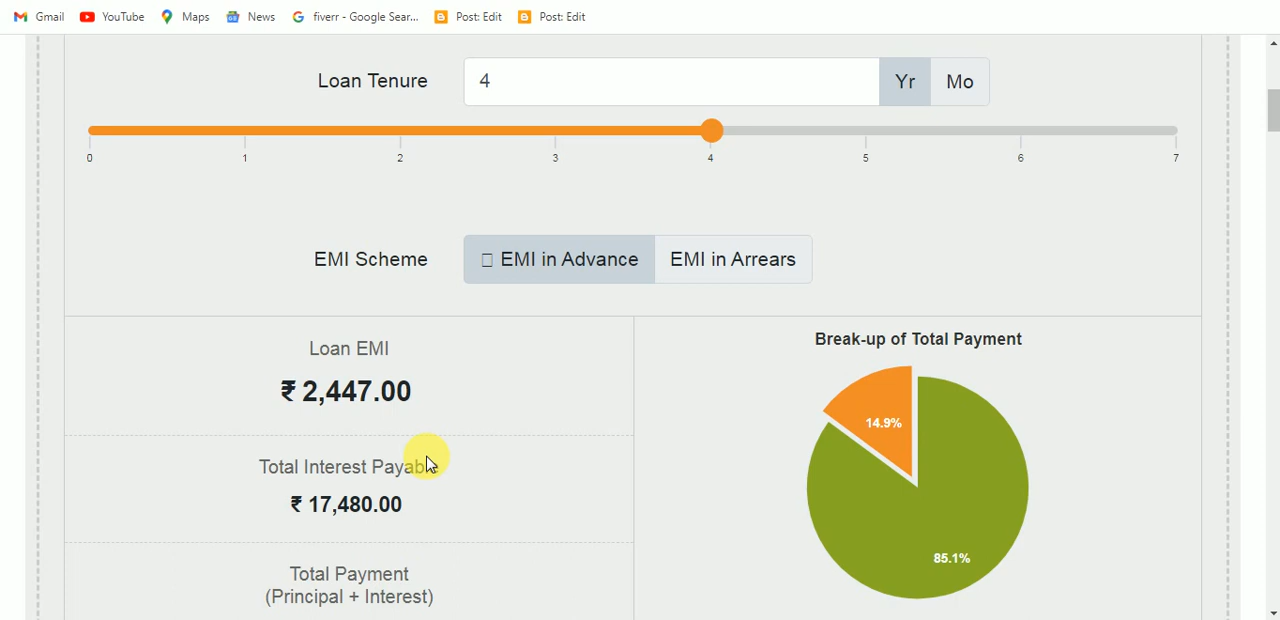 Gmail YouTube Maps News fiverr - Google Sear... Post: Edit Post: Edit
Loan Tenure 4 Yr Mo
0 1 2 3 4 5 6 7
EMI Scheme EMI in Advance EMI in Arrears
Loan EMI
₹ 2,447.00
Total Interest Payable
₹ 17,480.00
Total Payment
(Principal + Interest)
Break-up of Total Payment
14.9%
85.1%